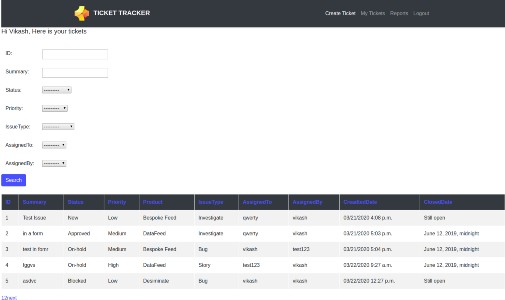 TICKET TRACKER
Create Ticket My Tickets Reports Logout
Hi Vikash, Here is your tickets
ID:
Summary:
Status: ---------
Priority: ---------
IssueType: ---------
AssignedTo: ---------
AssignedBy: ---------
Search
ID Summary Status Priority Product IssueType AssignedTo AssignedBy CreatedDate ClosedDate
1 Test Issue New Low Bespoke Feed Investigate qwerty vikash 03/21/2020 4:08 p.m. Still open
2 in a form Approved Medium DataFeed Investigate qwerty vikash 03/21/2020 5:03 p.m. June 12, 2019, midnight
3 test in form On-hold Medium Bespoke Feed Bug vikash test123 03/21/2020 5:04 p.m. June 12, 2019, midnight
4 On-hold High DataFeed Story test123 vikash 03/22/2020 9:27 a.m. June 12, 2019, midnight
5 asdvs Blocked Low Desiminate Bug vikash vikash 03/22/2020 12:27 p.m. Still open
12next